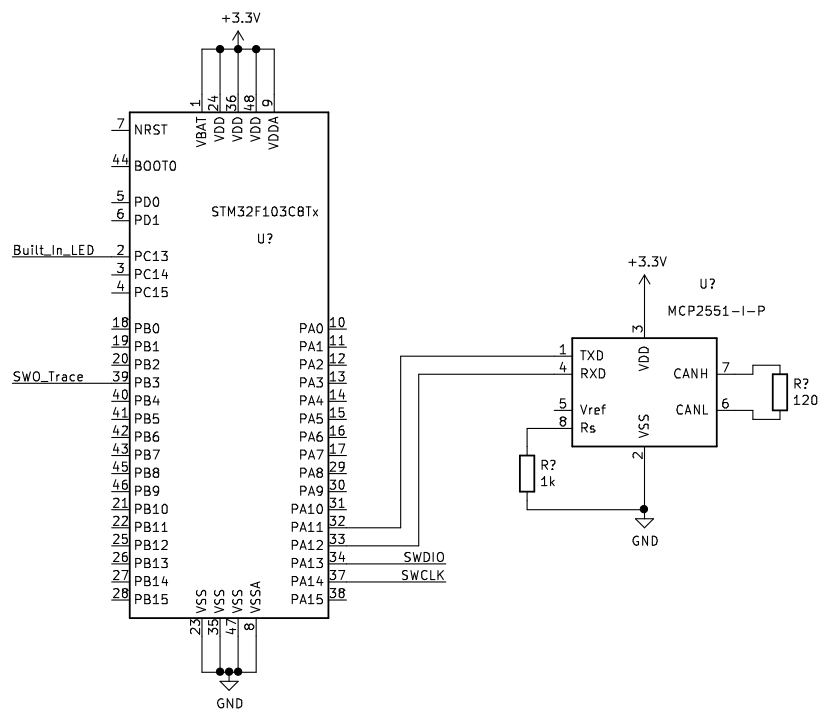 +3.3V
1 24 36 48 9
VBAT VDD VDD VDD VDDA
7 NRST
44 BOOT0
5 PD0
6 PD1
STM32F103C8Tx
U?
Built_In_LED 2 PC13
3 PC14
4 PC15
18 PB0 PA0 10
19 PB1 PA1 11
20 PB2 PA2 12
SWO_Trace 39 PB3 PA3 13
40 PB4 PA4 14
41 PB5 PA5 15
42 PB6 PA6 16
43 PB7 PA7 17
45 PB8 PA8 29
46 PB9 PA9 30
21 PB10 PA10 31
22 PB11 PA11 32
25 PB12 PA12 33
26 PB13 PA13 34 SWDIO
27 PB14 PA14 37 SWCLK
28 PB15 PA15 38
VSS VSS VSS VSSA
23 35 47 8
GND
+3.3V
U?
MCP2551-I-P
3
VDD
1 TXD
4 RXD CANH 7
5 Vref CANL 6
8 Rs
VSS
2
R?
120
R?
1k
GND